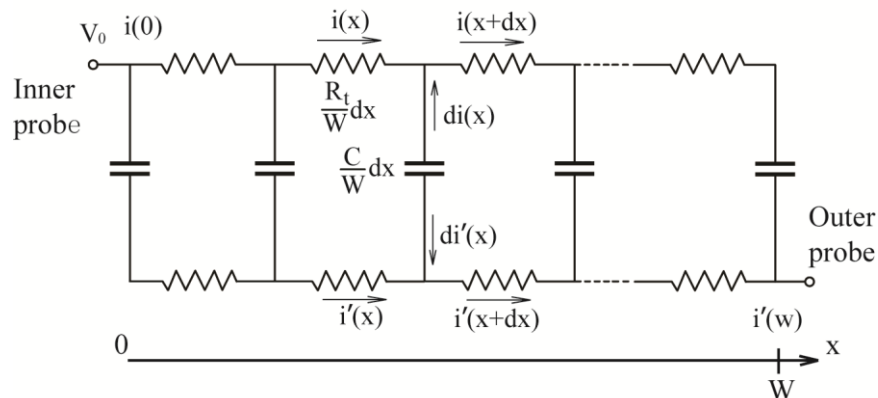 V₀ i(0) i(x) i(x+dx)
Inner
probe
R_t/W dx
di(x)
C/W dx
di′(x)
Outer
probe
i′(x) i′(x+dx) i′(w)
0 x
W